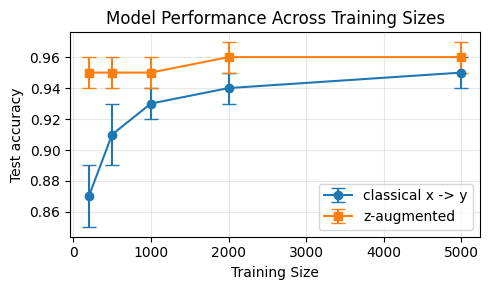 Model Performance Across Training Sizes
Test accuracy
0.96
0.94
0.92
0.90
0.88
0.86
classical x -> y
z-augmented
0 1000 2000 3000 4000 5000
Training Size